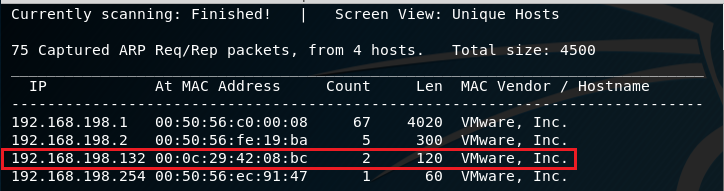 Currently scanning: Finished!   |   Screen View: Unique Hosts
75 Captured ARP Req/Rep packets, from 4 hosts.   Total size: 4500
_____________________________________________________________________________
IP            At MAC Address     Count     Len  MAC Vendor / Hostname
-----------------------------------------------------------------------------
192.168.198.1   00:50:56:c0:00:08     67    4020  VMware, Inc.
192.168.198.2   00:50:56:fe:19:ba      5     300  VMware, Inc.
192.168.198.132 00:0c:29:42:08:bc      2     120  VMware, Inc.
192.168.198.254 00:50:56:ec:91:47      1      60  VMware, Inc.